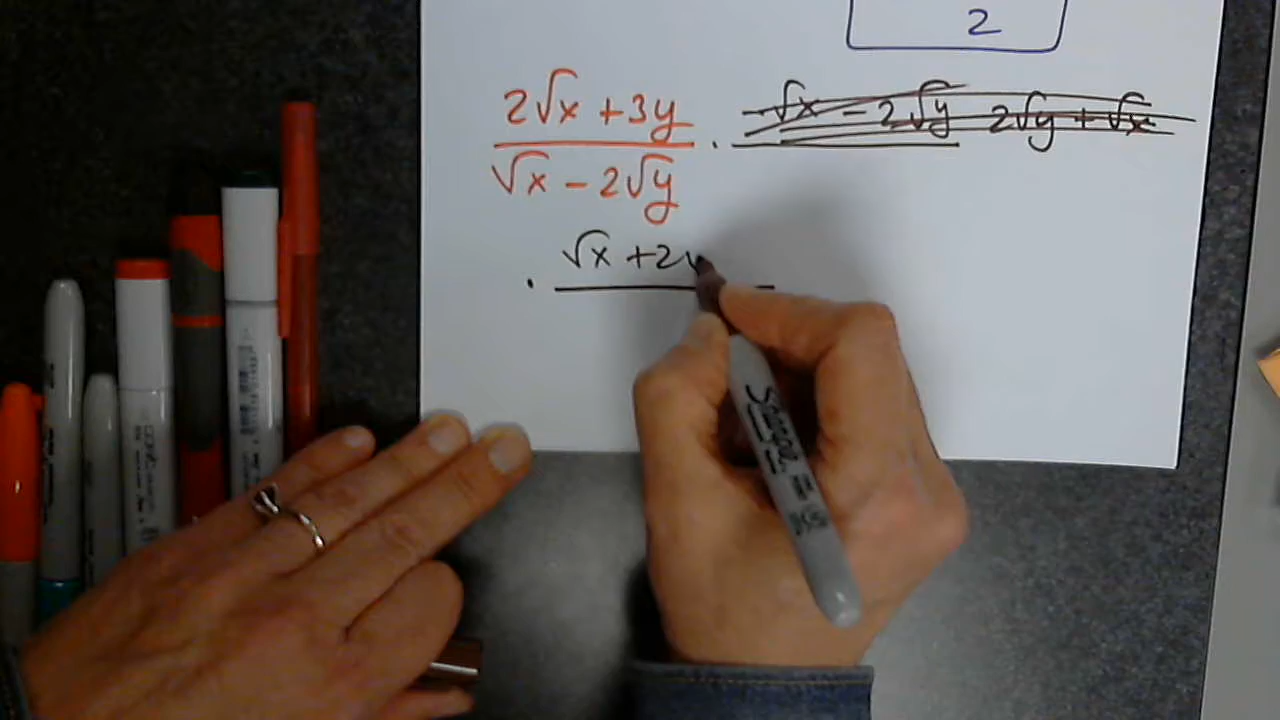 2
2√x + 3y · -√x - 2√y 2√y + √x
√x - 2√y
· √x + 2√